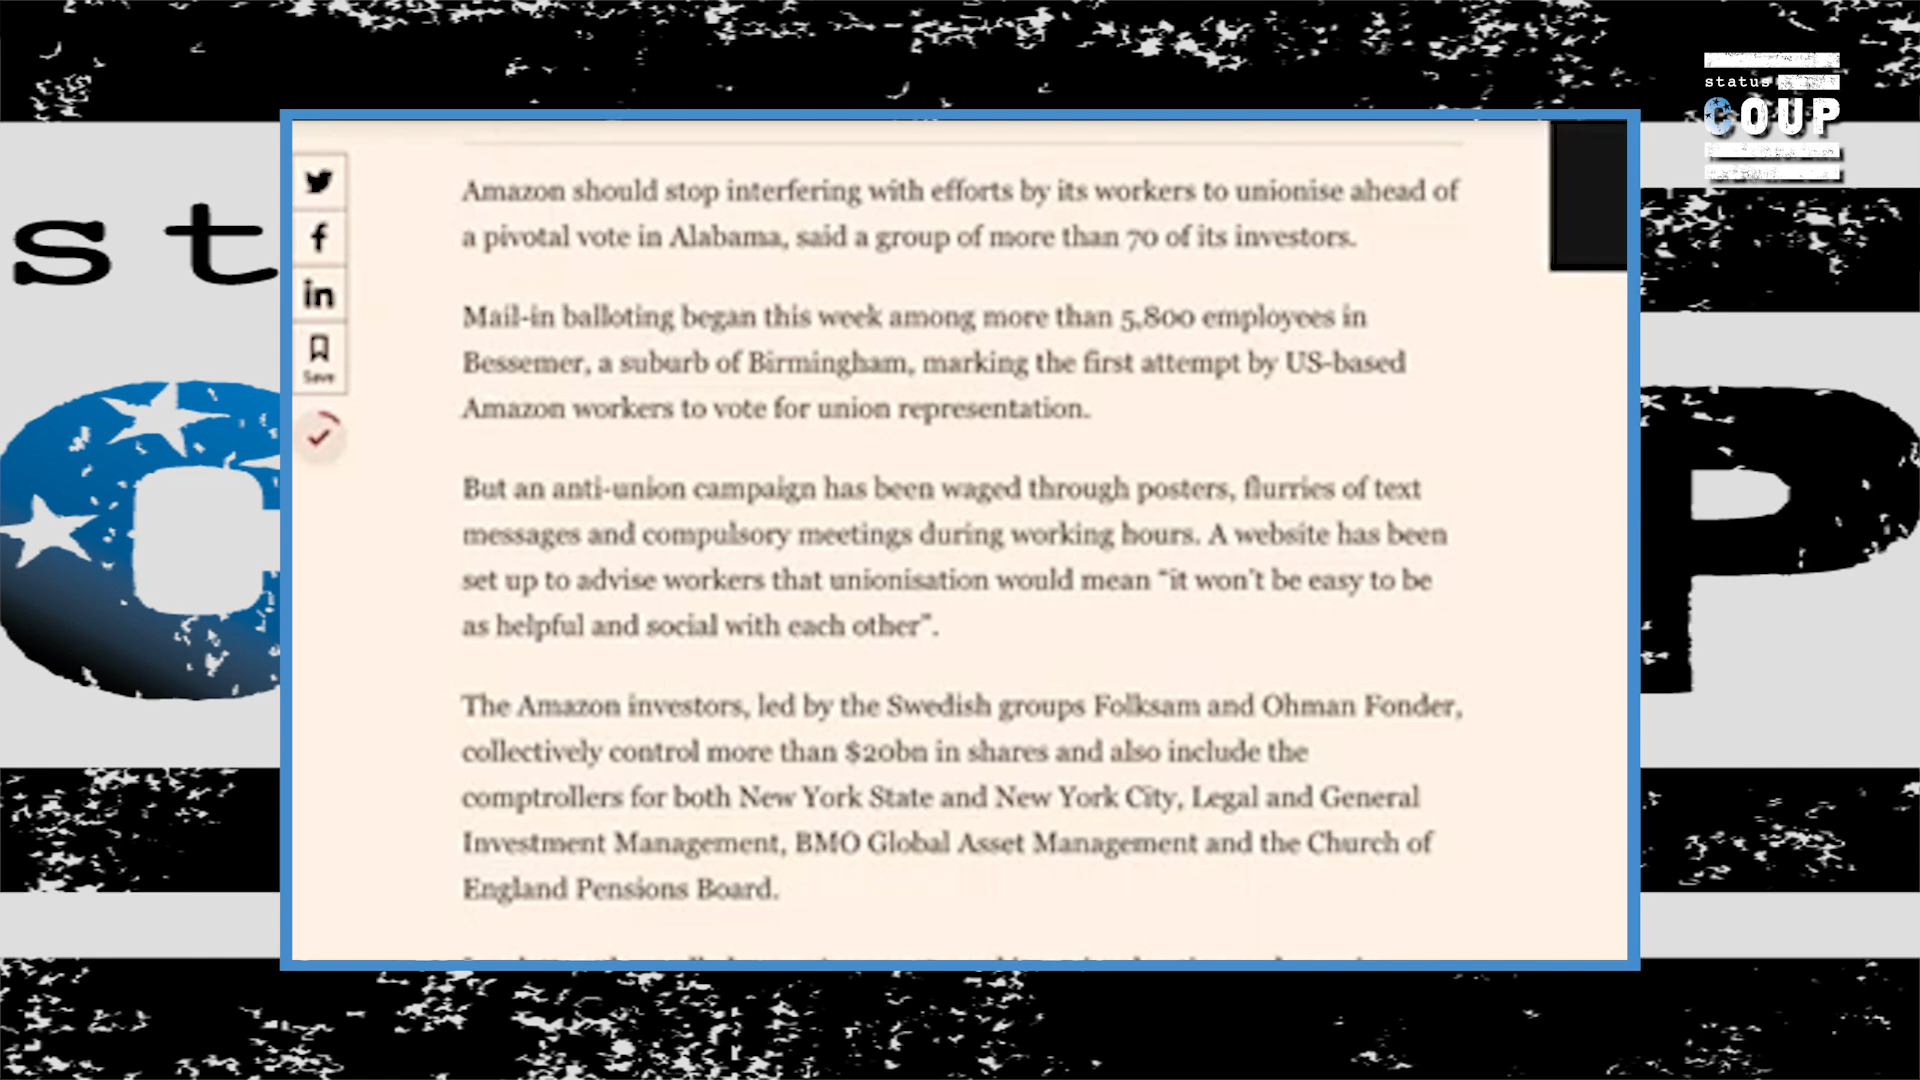 status
COUP
st
C
P
Amazon should stop interfering with efforts by its workers to unionise ahead of
a pivotal vote in Alabama, said a group of more than 70 of its investors.
Mail-in balloting began this week among more than 5,800 employees in
Bessemer, a suburb of Birmingham, marking the first attempt by US-based
Amazon workers to vote for union representation.
But an anti-union campaign has been waged through posters, flurries of text
messages and compulsory meetings during working hours. A website has been
set up to advise workers that unionisation would mean “it won’t be easy to be
as helpful and social with each other”.
The Amazon investors, led by the Swedish groups Folksam and Ohman Fonder,
collectively control more than $20bn in shares and also include the
comptrollers for both New York State and New York City, Legal and General
Investment Management, BMO Global Asset Management and the Church of
England Pensions Board.
f
in
Save